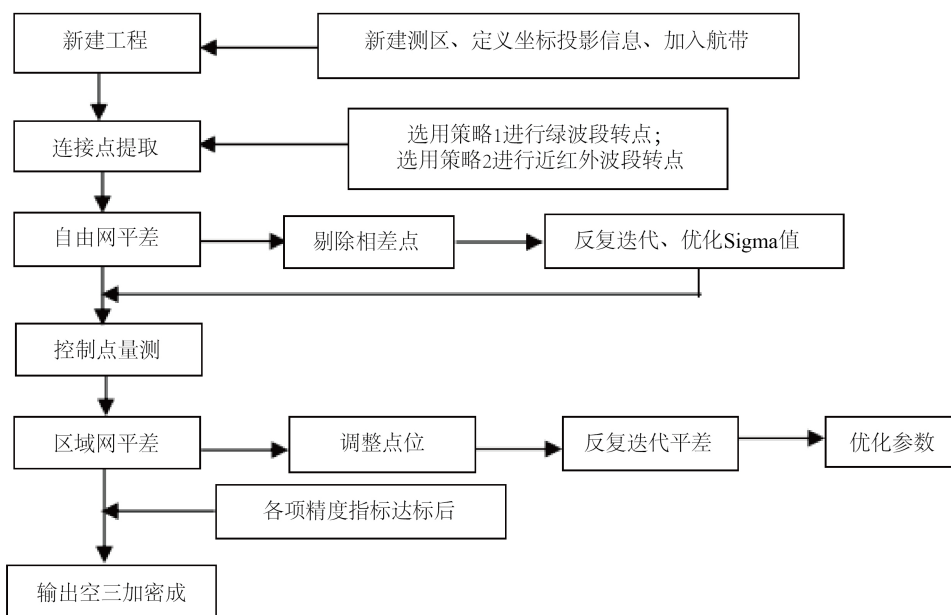 新建工程
新建测区、定义坐标投影信息、加入航带
连接点提取
选用策略1进行绿波段转点；
选用策略2进行近红外波段转点
自由网平差
剔除相差点
反复迭代、优化Sigma值
控制点量测
区域网平差
调整点位
反复迭代平差
优化参数
各项精度指标达标后
输出空三加密成